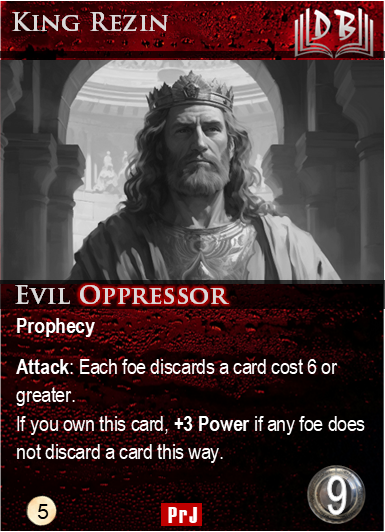 King Rezin
DB
Evil Oppressor
Prophecy
Attack: Each foe discards a card cost 6 or
greater.
If you own this card, +3 Power if any foe does
not discard a card this way.
5
PrJ
9